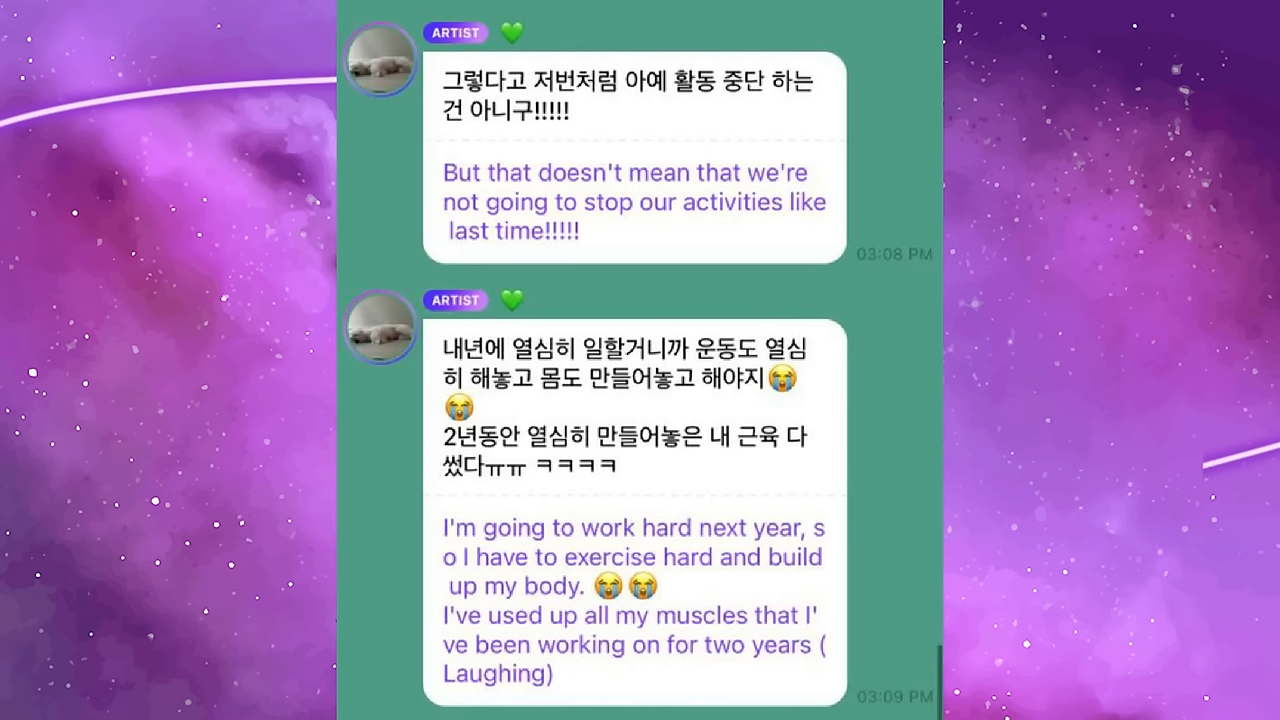 ARTIST 💚
그렇다고 저번처럼 아예 활동 중단 하는
건 아니구!!!!!
But that doesn't mean that we're
not going to stop our activities like
last time!!!!!
03:08 PM
ARTIST 💚
내년에 열심히 일할거니까 운동도 열심
히 해놓고 몸도 만들어놓고 해야지😭
😭
2년동안 열심히 만들어놓은 내 근육 다
썼다ㅠㅠ ㅋㅋㅋㅋ
I'm going to work hard next year, s
o I have to exercise hard and build
up my body. 😭😭
I've used up all my muscles that I'
ve been working on for two years (
Laughing)
03:09 PM